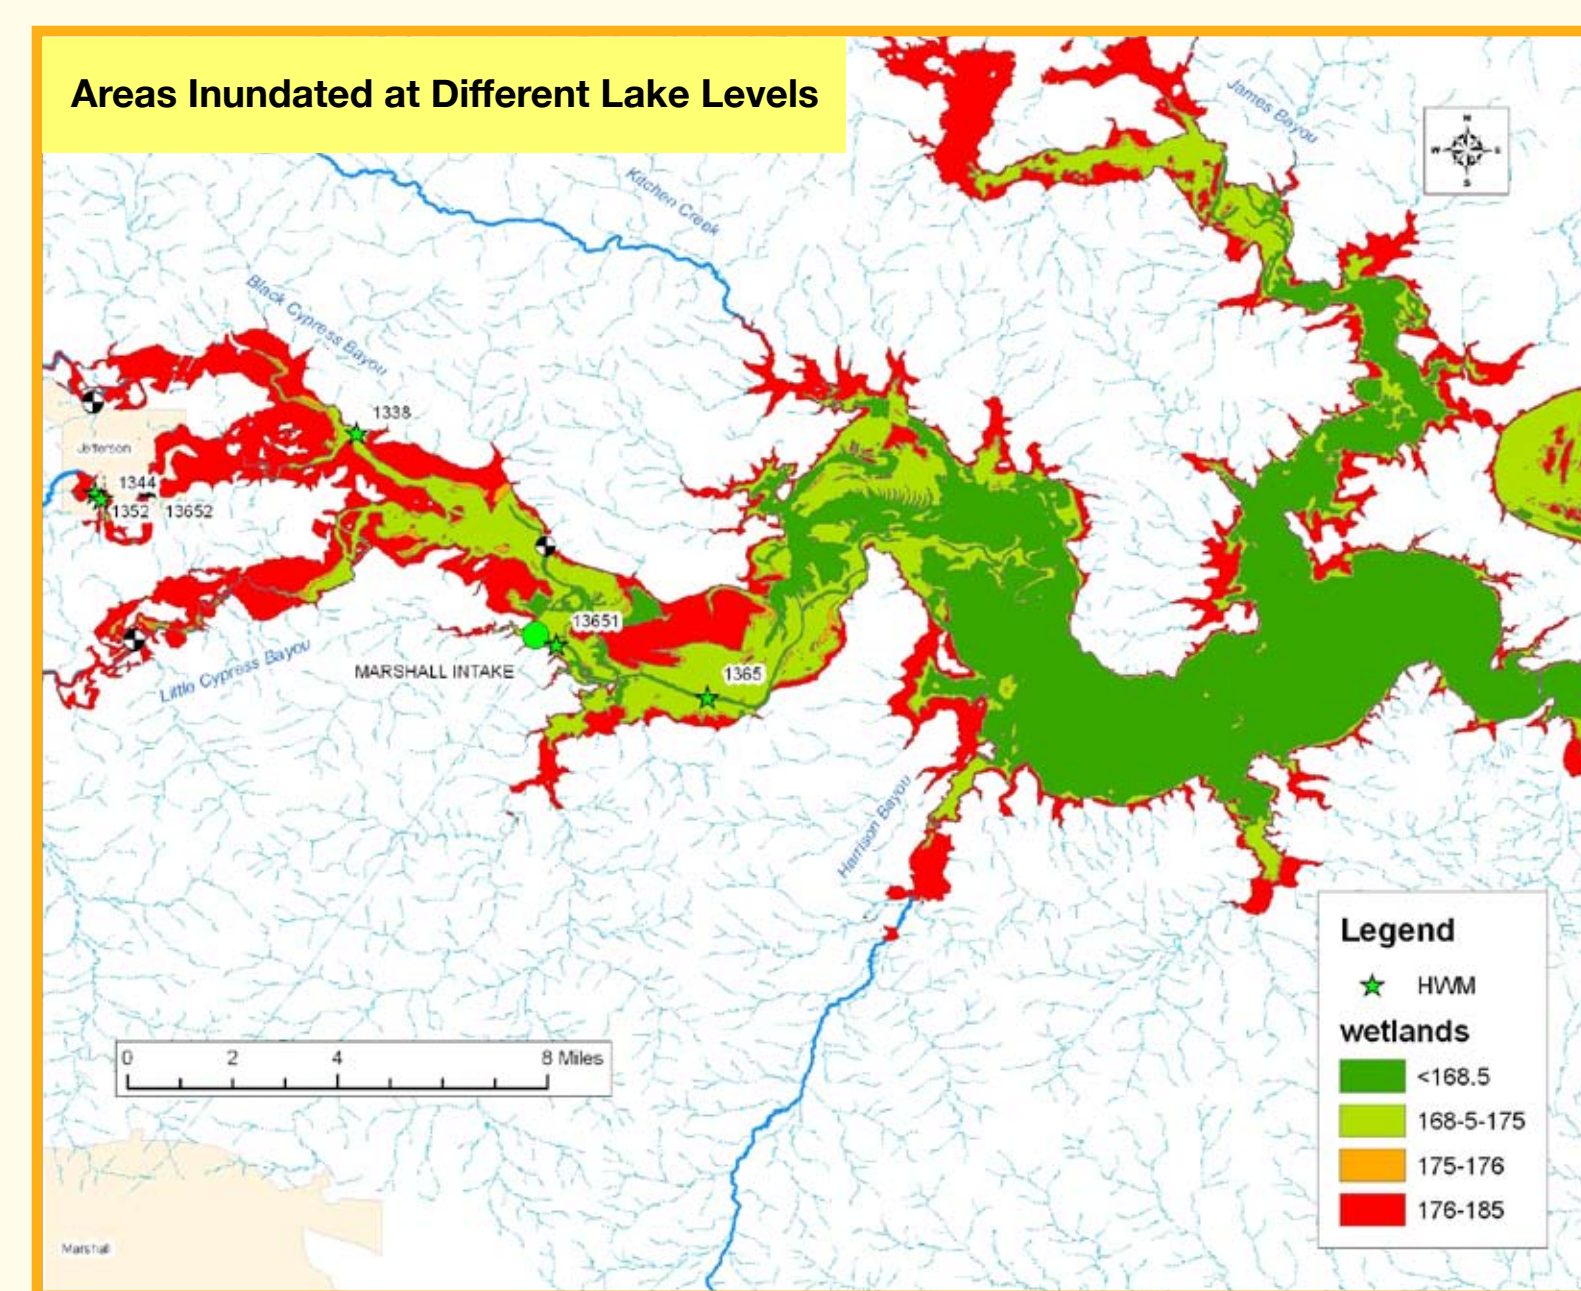 Areas Inundated at Different Lake Levels
James Bayou
N
W E
S
Kitchen Creek
Black Cypress Bayou
1338
Jefferson
1344
1352 13652
13651
MARSHALL INTAKE
1365
Little Cypress Bayou
Harrison Bayou
Legend
HWM
wetlands
<168.5
168-5-175
175-176
176-185
0 2 4 8 Miles
Marshall